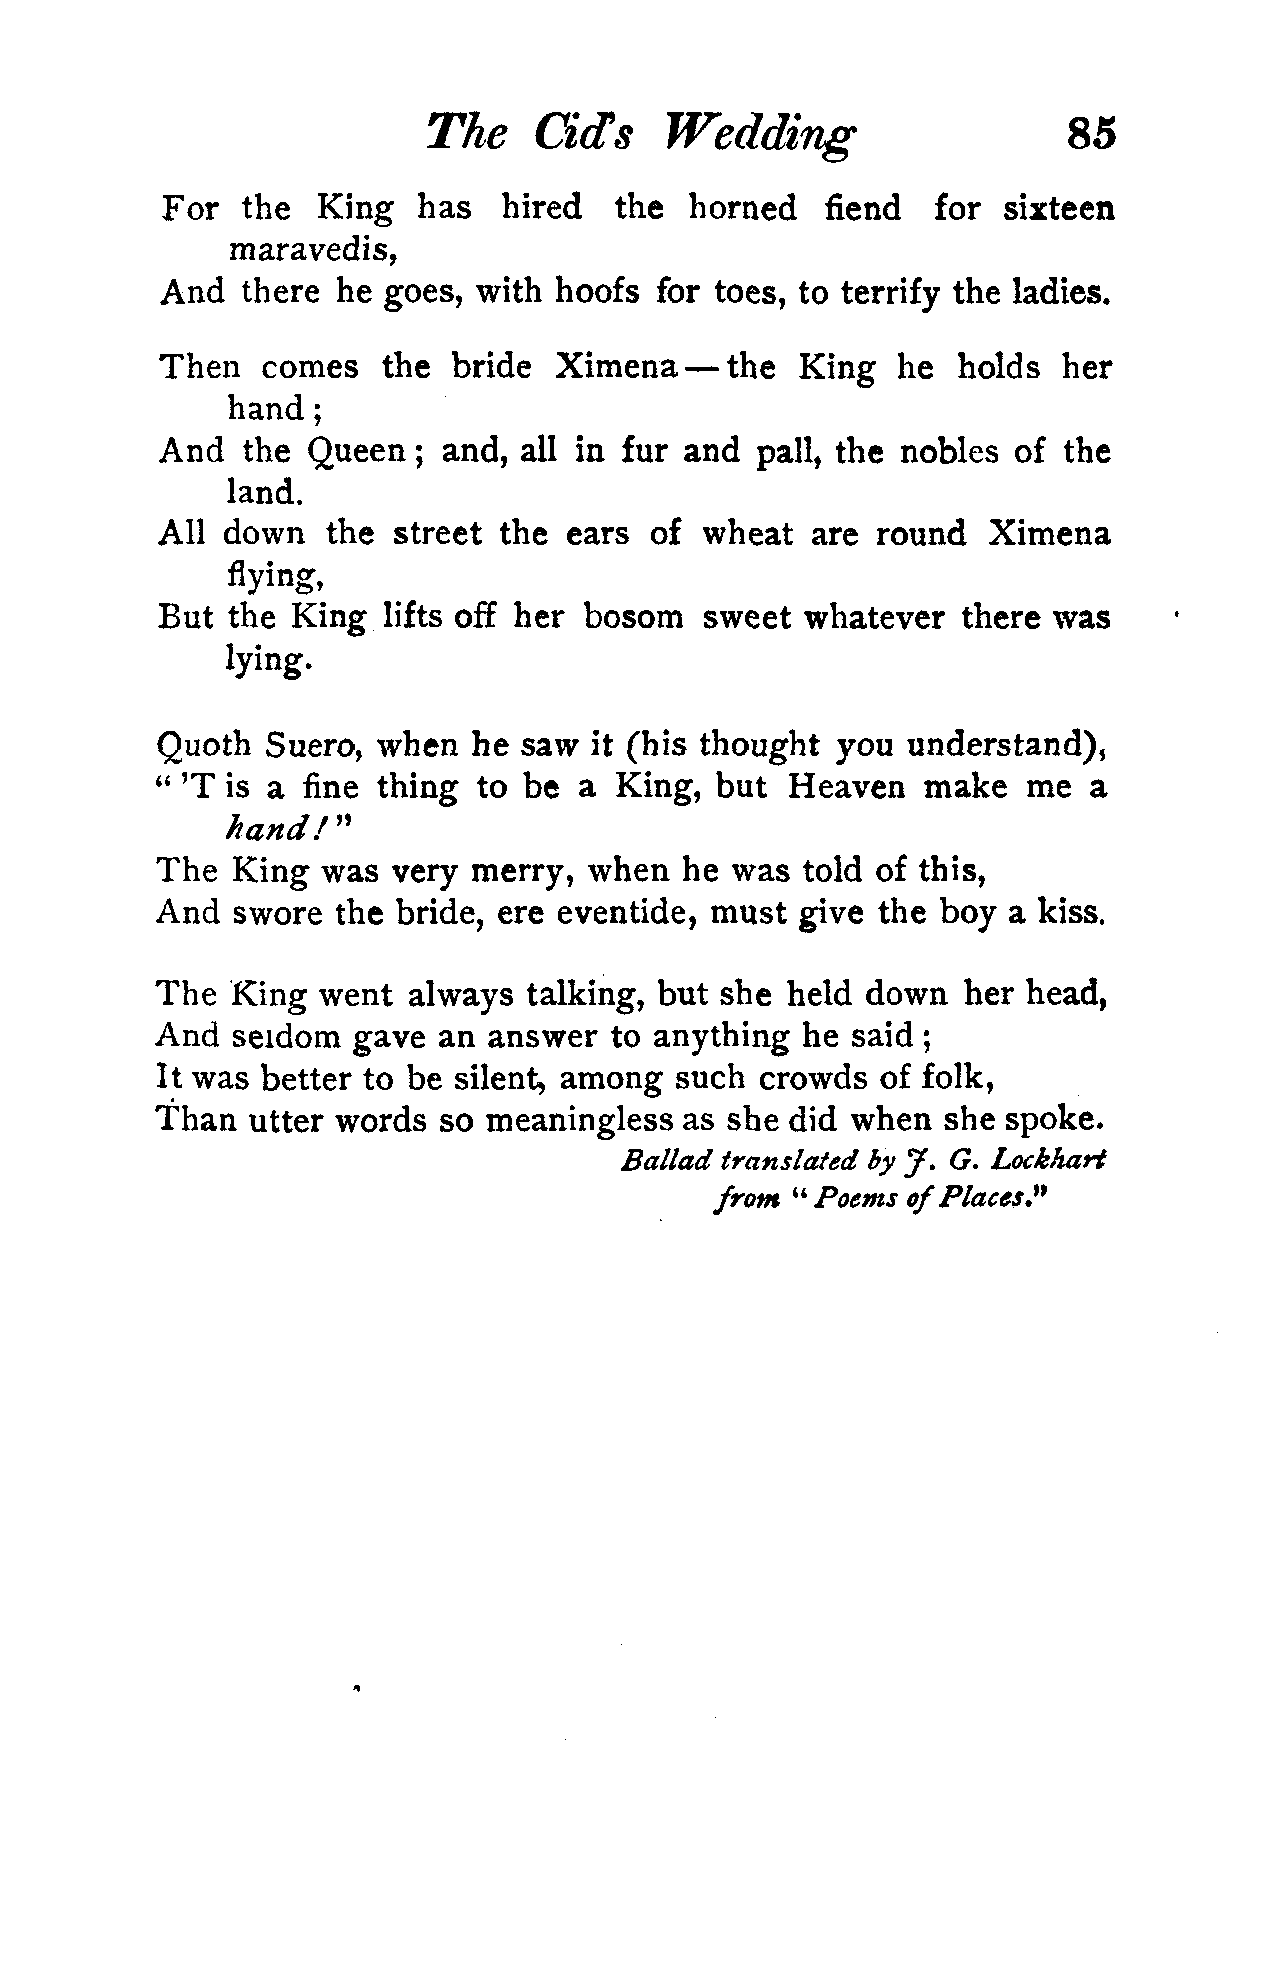 The Cid's Wedding 85
For the King has hired the horned fiend for sixteen
maravedis,
And there he goes, with hoofs for toes, to terrify the ladies.
Then comes the bride Ximena — the King he holds her
hand ;
And the Queen ; and, all in fur and pall, the nobles of the
land.
All down the street the ears of wheat are round Ximena
flying,
But the King lifts off her bosom sweet whatever there was
lying.
Quoth Suero, when he saw it (his thought you understand),
" 'T is a fine thing to be a King, but Heaven make me a
hand ! "
The King was very merry, when he was told of this,
And swore the bride, ere eventide, must give the boy a kiss.
The King went always talking, but she held down her head,
And seldom gave an answer to anything he said ;
It was better to be silent, among such crowds of folk,
Than utter words so meaningless as she did when she spoke.
Ballad translated by J. G. Lockhart
from " Poems of Places."